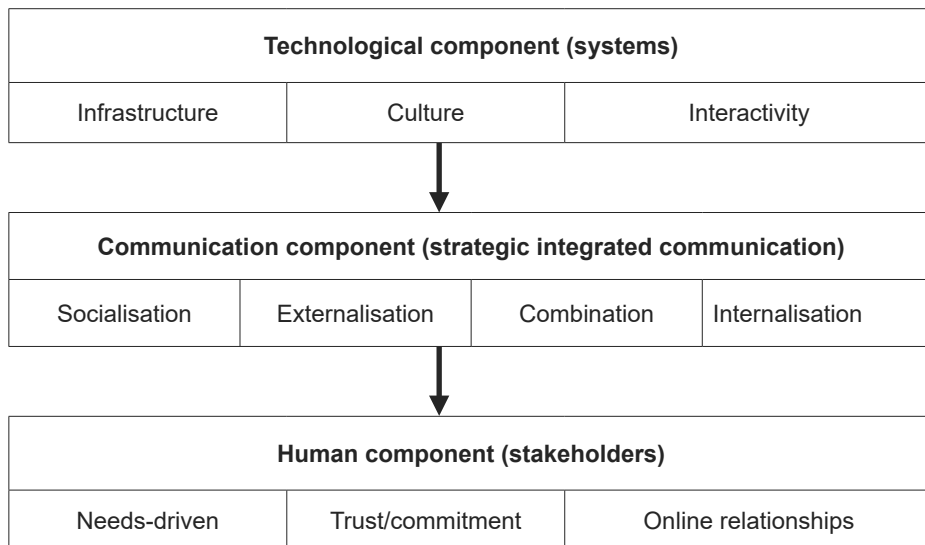 Technological component (systems)
Infrastructure
Culture
Interactivity
Communication component (strategic integrated communication)
Socialisation
Externalisation
Combination
Internalisation
Human component (stakeholders)
Needs-driven
Trust/commitment
Online relationships